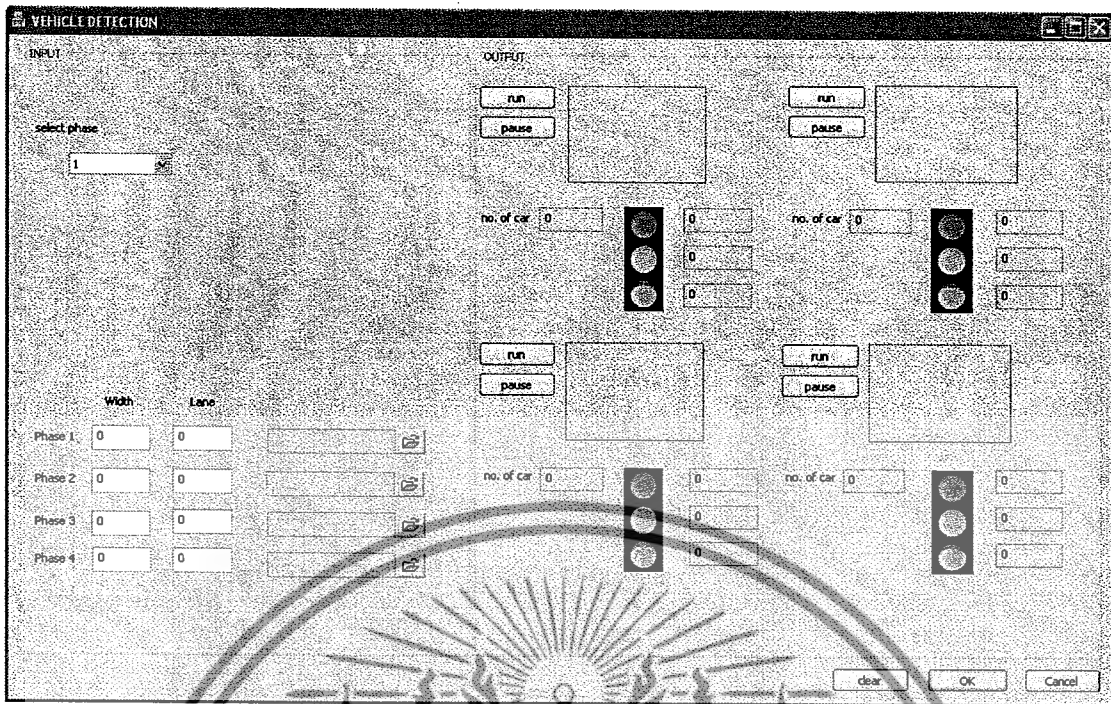 VEHICLE DETECTION
INPUT
select phase
1
Width Lane
Phase 1 0 0
Phase 2 0 0
Phase 3 0 0
Phase 4 0 0
OUTPUT
run
pause
no. of car 0
0
0
0
run
pause
no. of car 0
0
0
0
run
pause
no. of car 0
0
0
0
run
pause
no. of car 0
0
0
0
clear OK Cancel